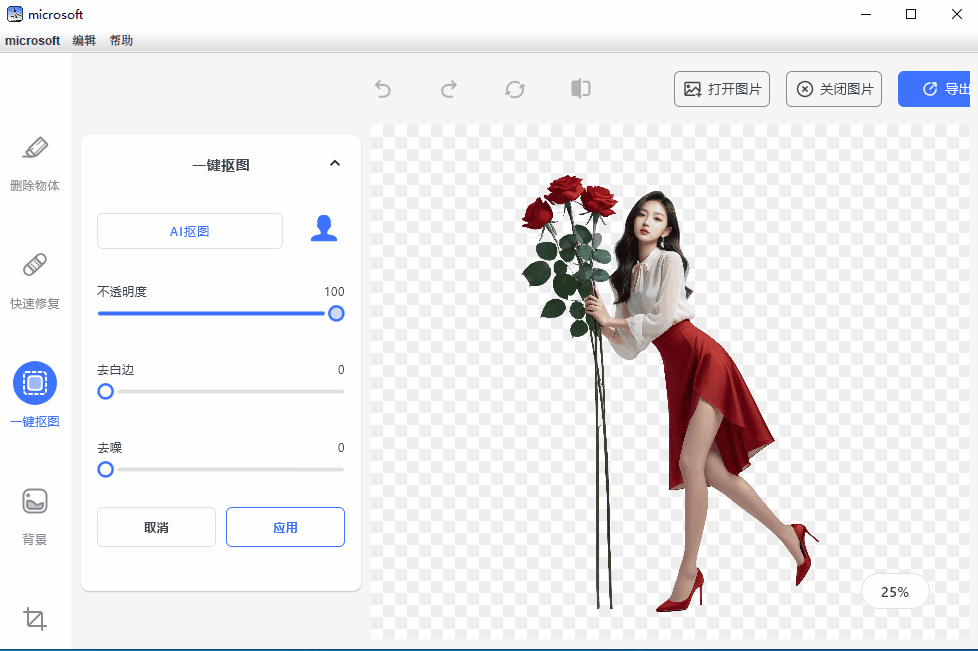 microsoft
microsoft 编辑 帮助
打开图片 关闭图片 导出
删除物体
快速修复
一键抠图
背景
一键抠图
AI抠图
不透明度 100
去白边 0
去噪 0
取消 应用
25%